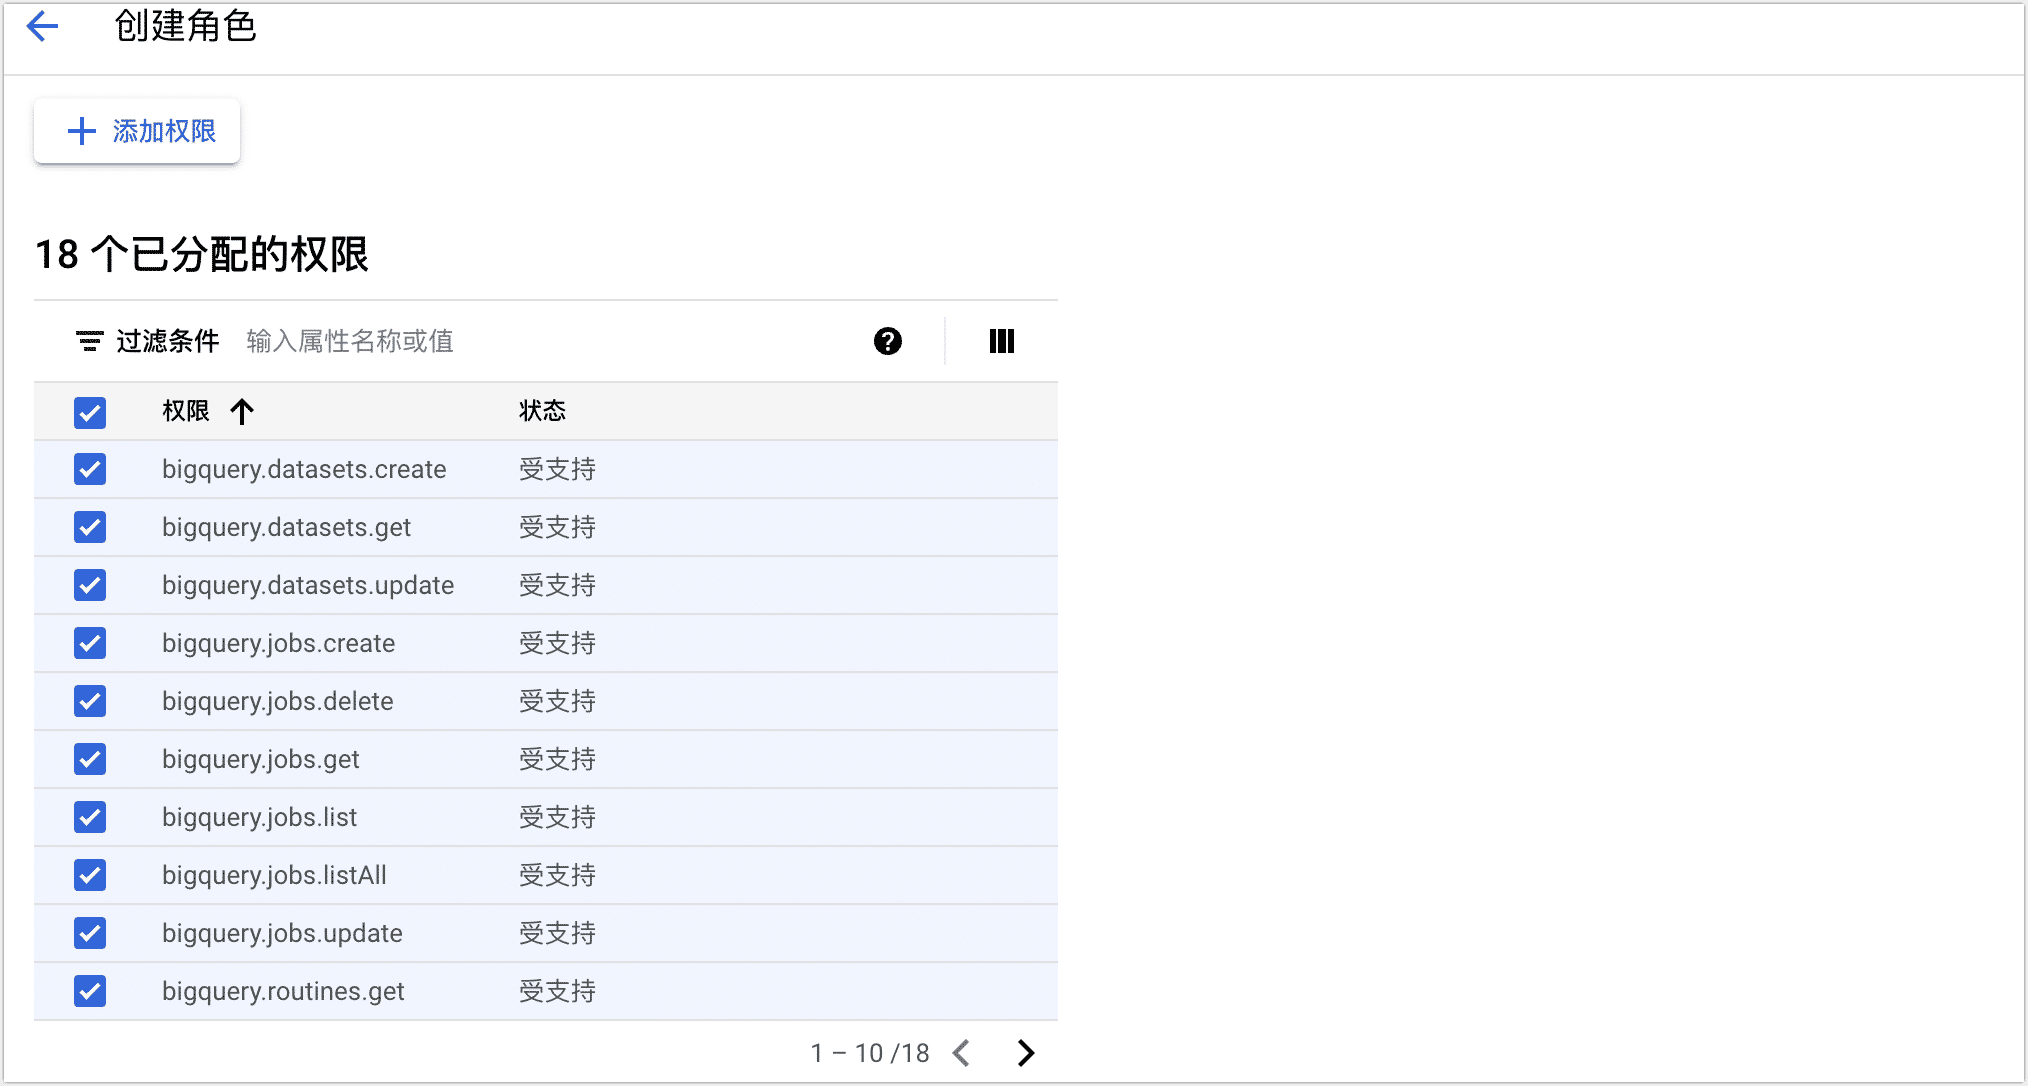 创建角色
添加权限
18 个已分配的权限
过滤条件 输入属性名称或值
权限 状态
bigquery.datasets.create 受支持
bigquery.datasets.get 受支持
bigquery.datasets.update 受支持
bigquery.jobs.create 受支持
bigquery.jobs.delete 受支持
bigquery.jobs.get 受支持
bigquery.jobs.list 受支持
bigquery.jobs.listAll 受支持
bigquery.jobs.update 受支持
bigquery.routines.get 受支持
1 – 10 /18